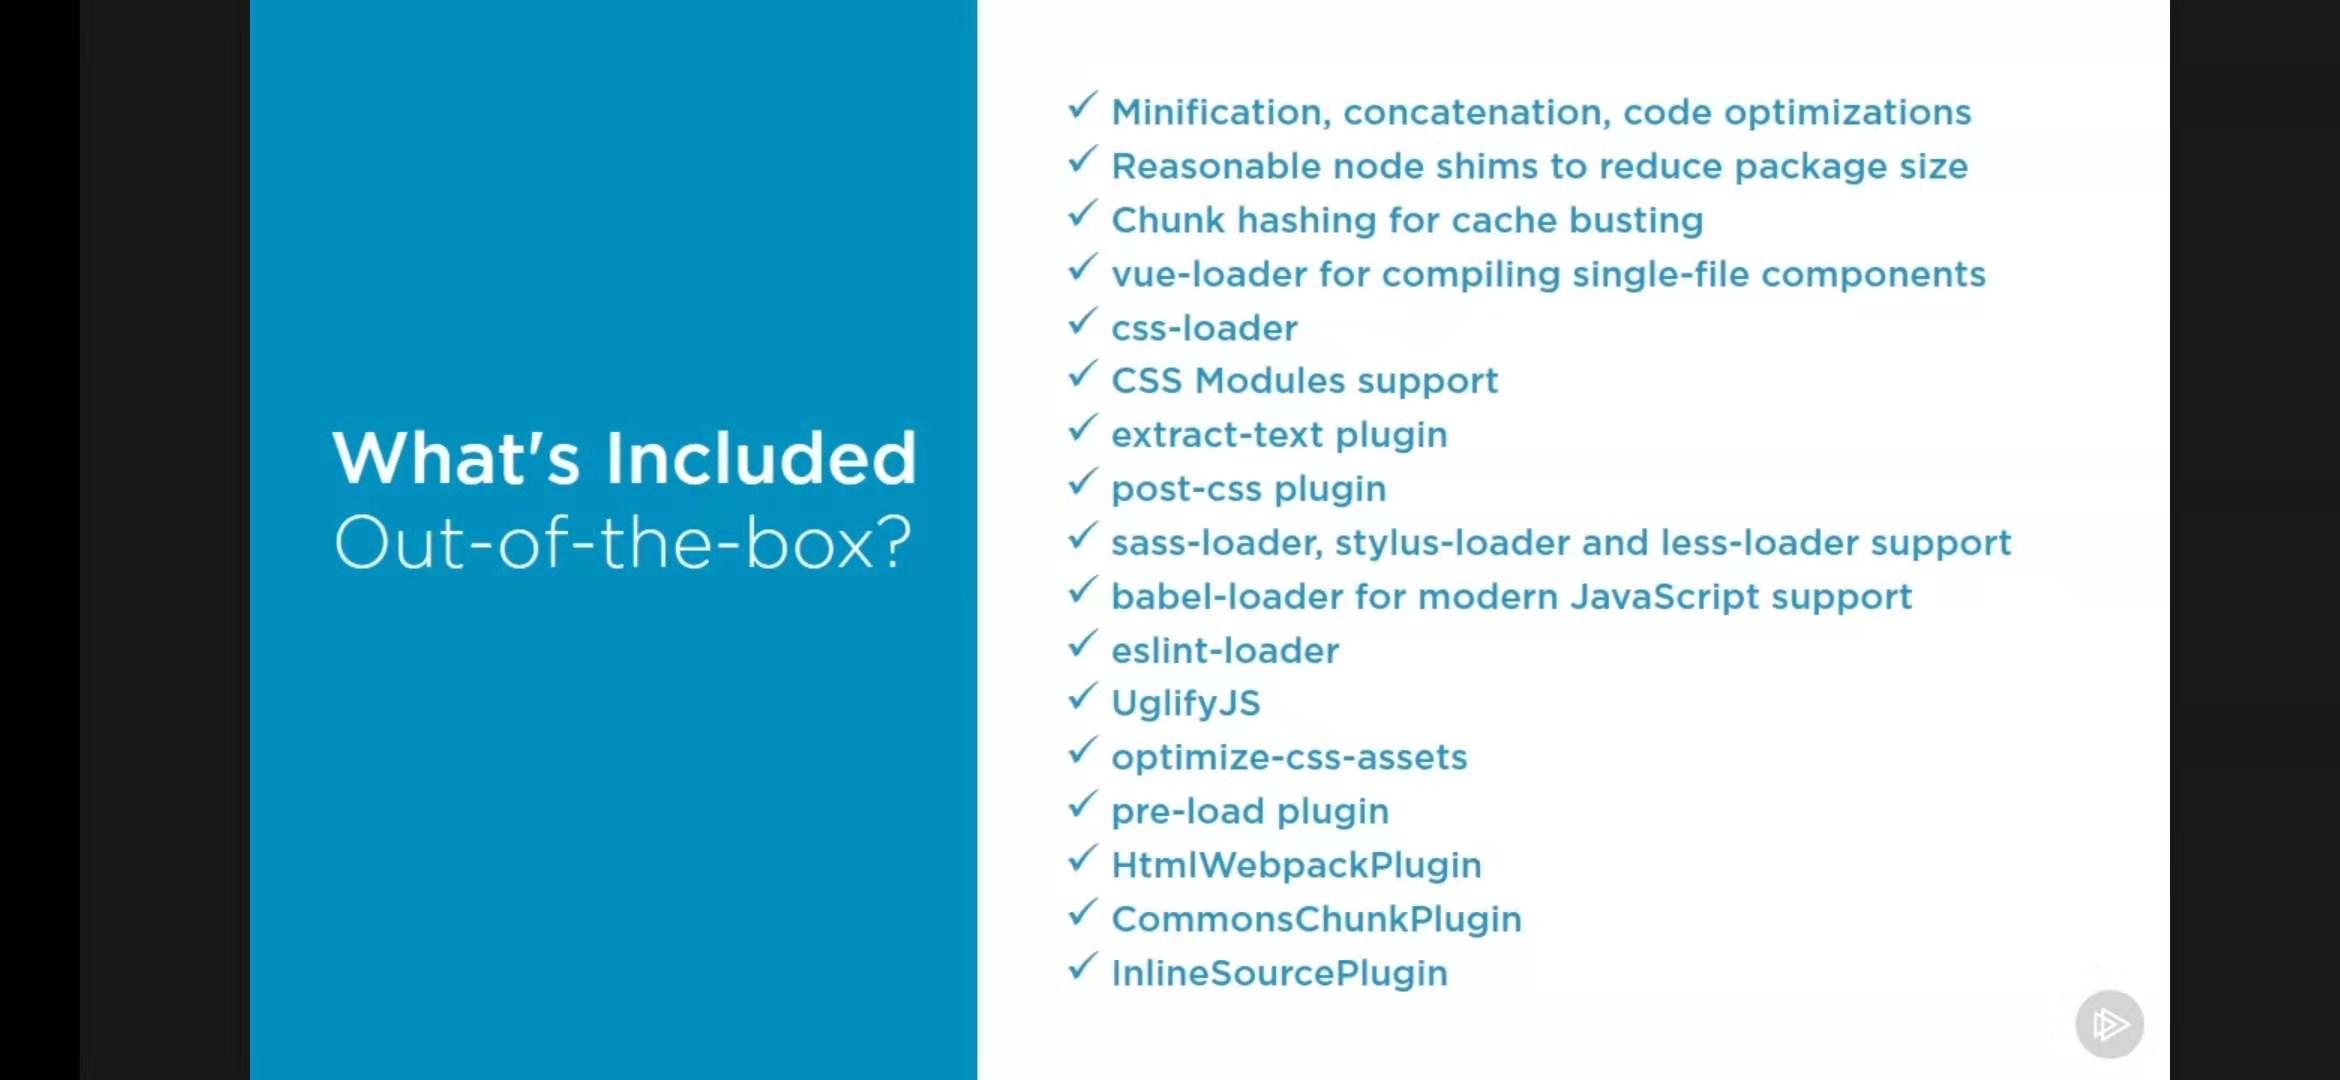 What's Included
Out-of-the-box?
✓ Minification, concatenation, code optimizations
✓ Reasonable node shims to reduce package size
✓ Chunk hashing for cache busting
✓ vue-loader for compiling single-file components
✓ css-loader
✓ CSS Modules support
✓ extract-text plugin
✓ post-css plugin
✓ sass-loader, stylus-loader and less-loader support
✓ babel-loader for modern JavaScript support
✓ eslint-loader
✓ UglifyJS
✓ optimize-css-assets
✓ pre-load plugin
✓ HtmlWebpackPlugin
✓ CommonsChunkPlugin
✓ InlineSourcePlugin